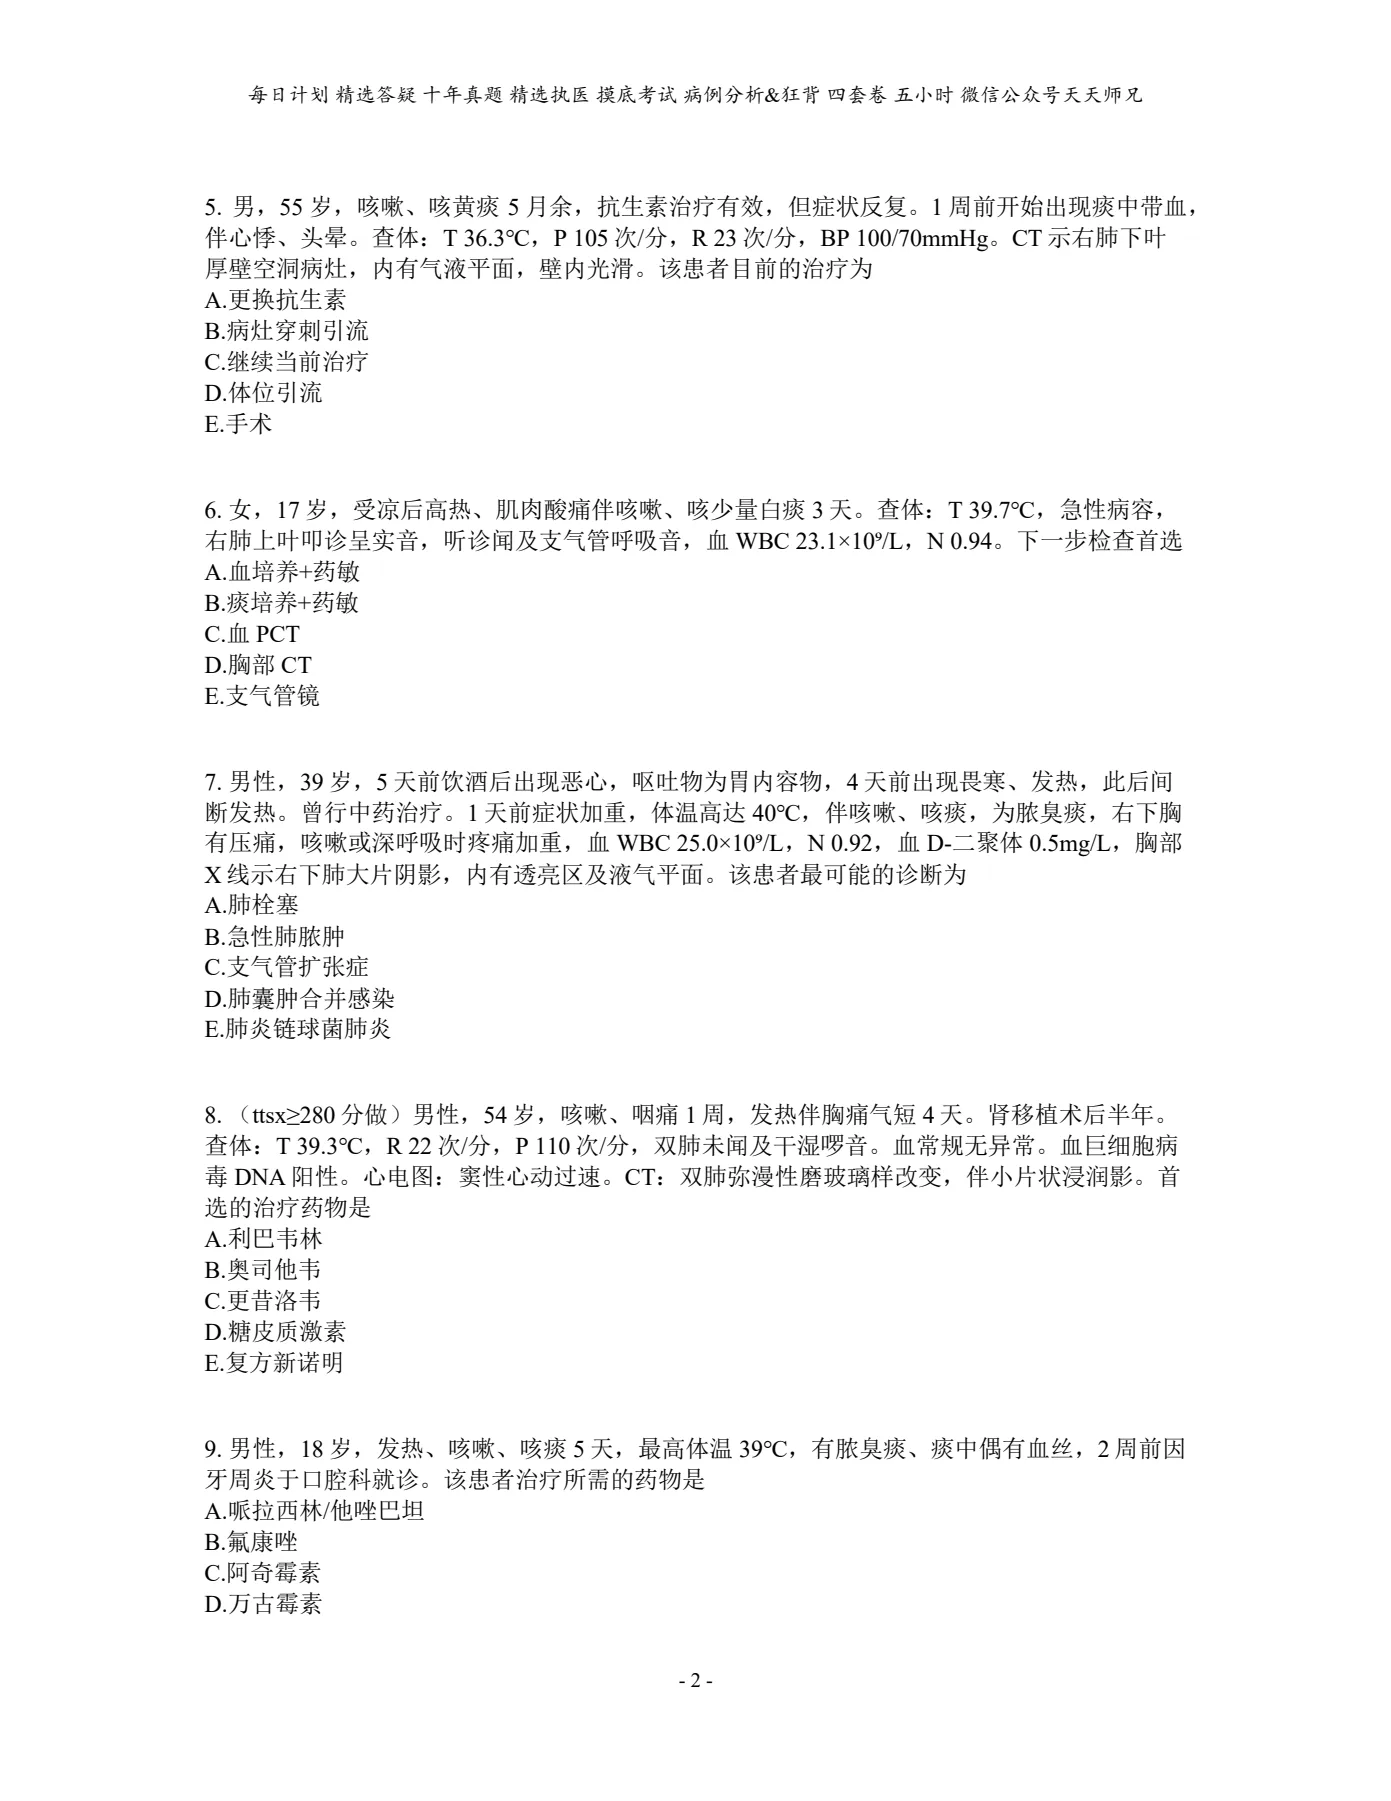 每日计划 精选答疑 十年真题 精选执医 摸底考试 病例分析&狂背 四套卷 五小时 微信公众号天天师兄
5. 男，55 岁，咳嗽、咳黄痰 5 月余，抗生素治疗有效，但症状反复。1 周前开始出现痰中带血，
伴心悸、头晕。查体：T 36.3℃，P 105 次/分，R 23 次/分，BP 100/70mmHg。CT 示右肺下叶
厚壁空洞病灶，内有气液平面，壁内光滑。该患者目前的治疗为
A.更换抗生素
B.病灶穿刺引流
C.继续当前治疗
D.体位引流
E.手术
6. 女，17 岁，受凉后高热、肌肉酸痛伴咳嗽、咳少量白痰 3 天。查体：T 39.7℃，急性病容，
右肺上叶叩诊呈实音，听诊闻及支气管呼吸音，血 WBC 23.1×10⁹/L，N 0.94。下一步检查首选
A.血培养+药敏
B.痰培养+药敏
C.血 PCT
D.胸部 CT
E.支气管镜
7. 男性，39 岁，5 天前饮酒后出现恶心，呕吐物为胃内容物，4 天前出现畏寒、发热，此后间
断发热。曾行中药治疗。1 天前症状加重，体温高达 40℃，伴咳嗽、咳痰，为脓臭痰，右下胸
有压痛，咳嗽或深呼吸时疼痛加重，血 WBC 25.0×10⁹/L，N 0.92，血 D-二聚体 0.5mg/L，胸部
X 线示右下肺大片阴影，内有透亮区及液气平面。该患者最可能的诊断为
A.肺栓塞
B.急性肺脓肿
C.支气管扩张症
D.肺囊肿合并感染
E.肺炎链球菌肺炎
8. （ttsx≥280 分做）男性，54 岁，咳嗽、咽痛 1 周，发热伴胸痛气短 4 天。肾移植术后半年。
查体：T 39.3℃，R 22 次/分，P 110 次/分，双肺未闻及干湿啰音。血常规无异常。血巨细胞病
毒 DNA 阳性。心电图：窦性心动过速。CT：双肺弥漫性磨玻璃样改变，伴小片状浸润影。首
选的治疗药物是
A.利巴韦林
B.奥司他韦
C.更昔洛韦
D.糖皮质激素
E.复方新诺明
9. 男性，18 岁，发热、咳嗽、咳痰 5 天，最高体温 39℃，有脓臭痰、痰中偶有血丝，2 周前因
牙周炎于口腔科就诊。该患者治疗所需的药物是
A.哌拉西林/他唑巴坦
B.氟康唑
C.阿奇霉素
D.万古霉素
- 2 -